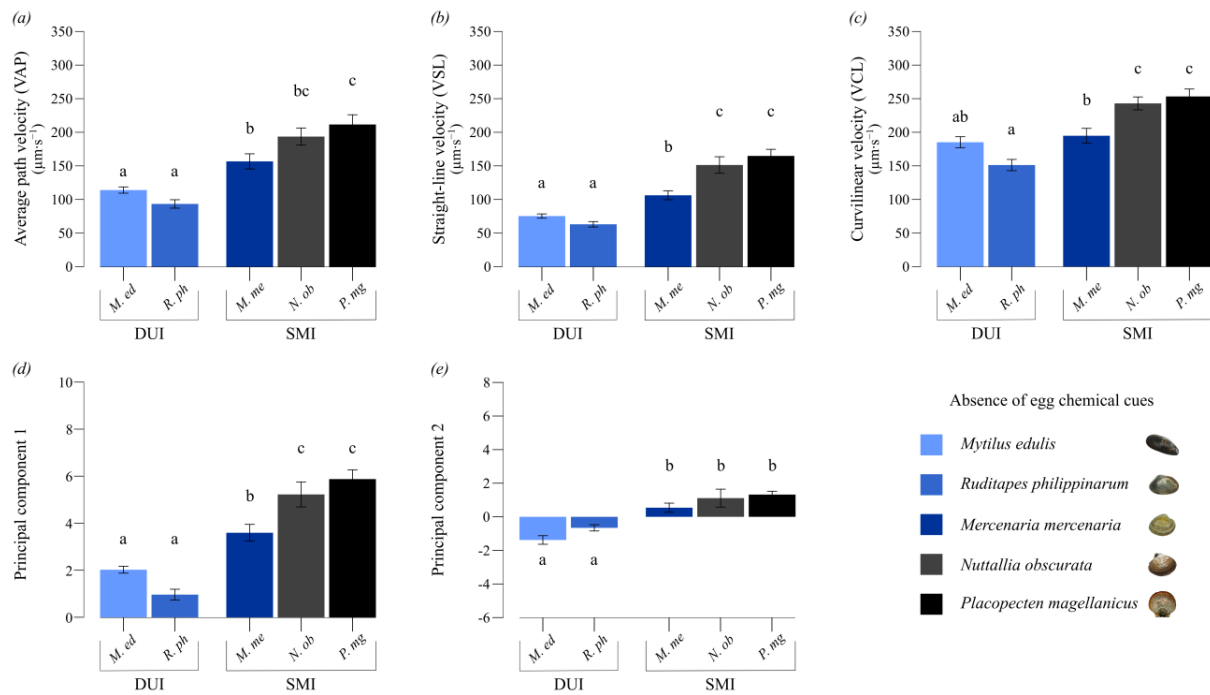 (a)
Average path velocity (VAP)
(µm·s⁻¹)
350
300
250
200
150
100
50
0
a
a
b
bc
c
M. ed
R. ph
M. me
N. ob
P. mg
DUI
SMI
(b)
Straight-line velocity (VSL)
(µm·s⁻¹)
350
300
250
200
150
100
50
0
a
a
b
c
c
M. ed
R. ph
M. me
N. ob
P. mg
DUI
SMI
(c)
Curvilinear velocity (VCL)
(µm·s⁻¹)
350
300
250
200
150
100
50
0
ab
a
b
c
c
M. ed
R. ph
M. me
N. ob
P. mg
DUI
SMI
(d)
Principal component 1
10
8
6
4
2
0
a
a
b
c
c
M. ed
R. ph
M. me
N. ob
P. mg
DUI
SMI
(e)
Principal component 2
8
6
4
2
0
-2
-4
-6
a
a
b
b
b
M. ed
R. ph
M. me
N. ob
P. mg
DUI
SMI
Absence of egg chemical cues
Mytilus edulis
Ruditapes philippinarum
Mercenaria mercenaria
Nuttallia obscurata
Placopecten magellanicus